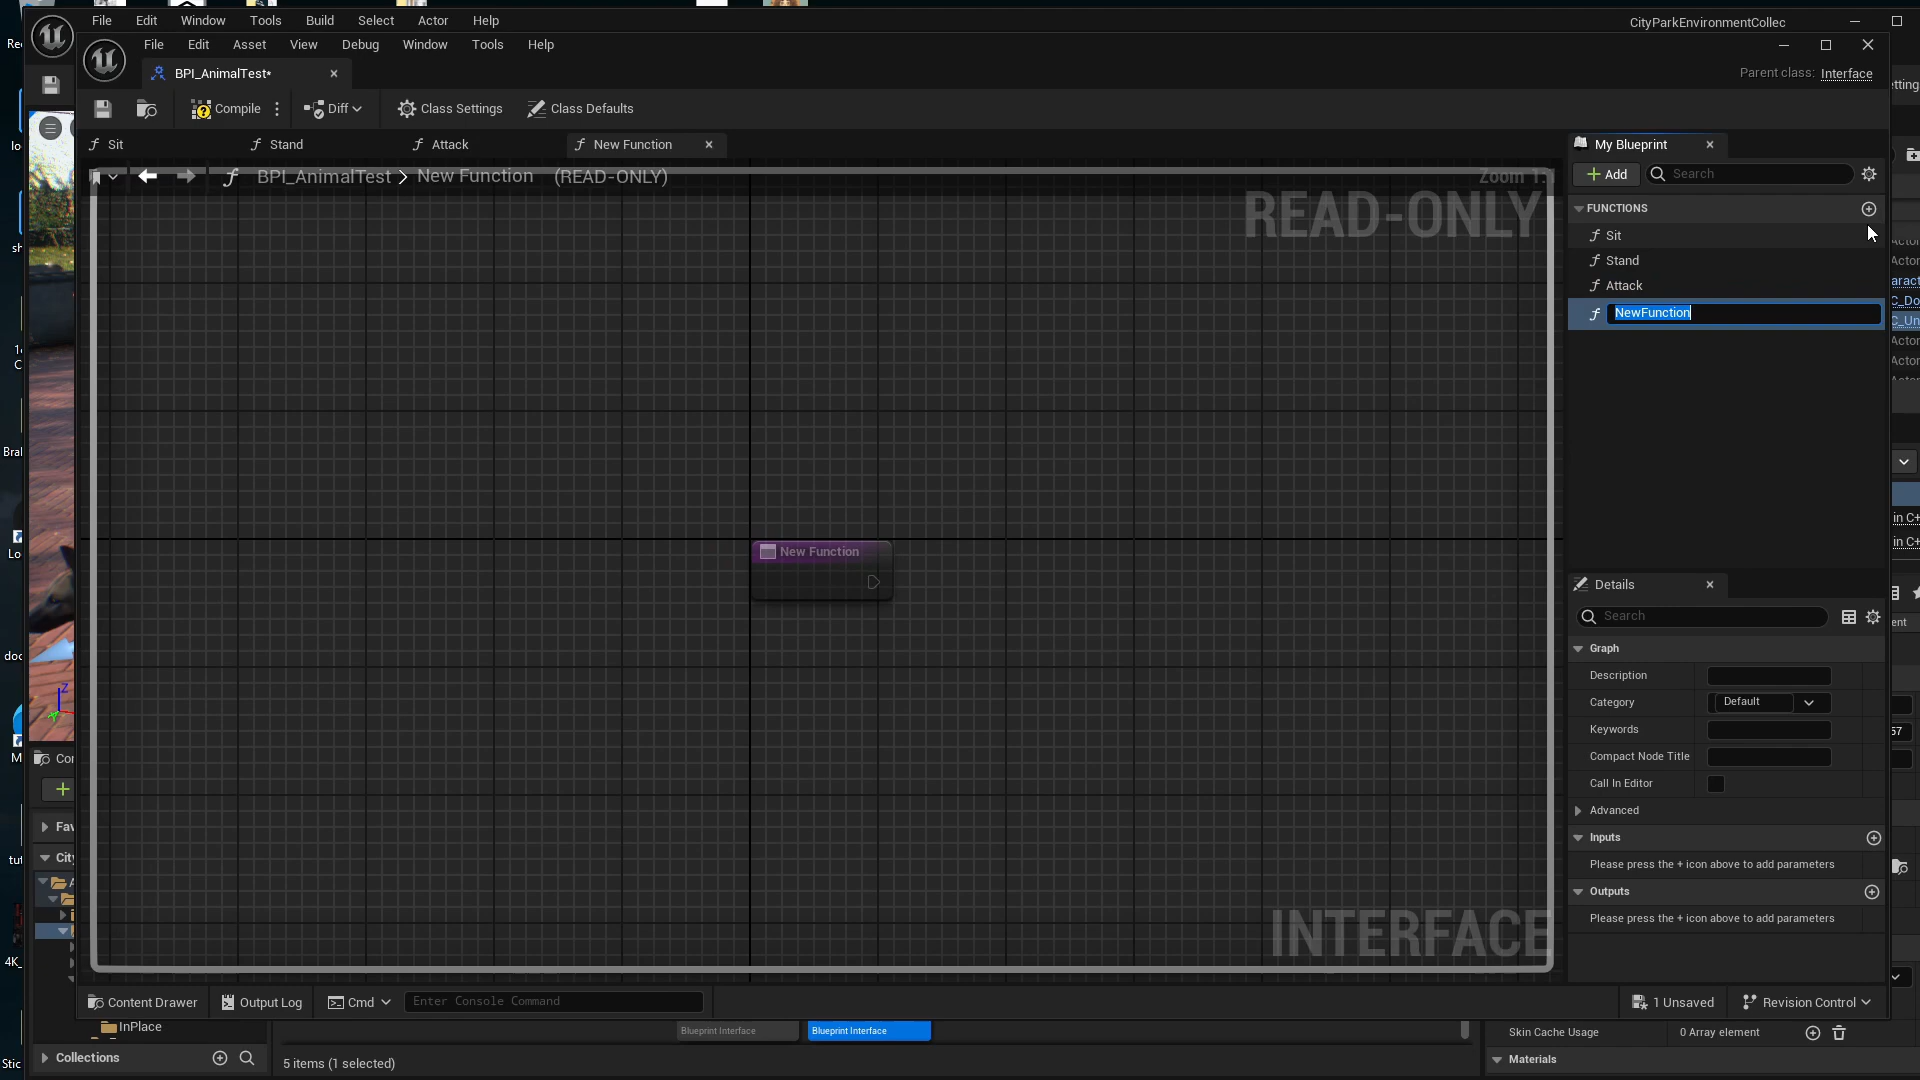 File Edit Window Tools Build Select Actor Help
CityParkEnvironmentCollec
File Edit Asset View Debug Window Tools Help
BPI_AnimalTest*
Parent class: Interface
Compile Diff Class Settings Class Defaults
Sit Stand Attack New Function
My Blueprint
BPI_AnimalTest New Function (READ-ONLY)
Zoom 1:1
+ Add Search
READ-ONLY
FUNCTIONS
Sit
Stand
Attack
NewFunction
New Function
Details
Search
Graph
Description
Category Default
Keywords
Compact Node Title
Call In Editor
Advanced
Inputs
Please press the + icon above to add parameters
Outputs
Please press the + icon above to add parameters
INTERFACE
Content Drawer Output Log Cmd Enter Console Command
1 Unsaved Revision Control
InPlace
Blueprint Interface Blueprint Interface
Skin Cache Usage 0 Array element
Collections
5 items (1 selected)
Materials
in C+
in C+